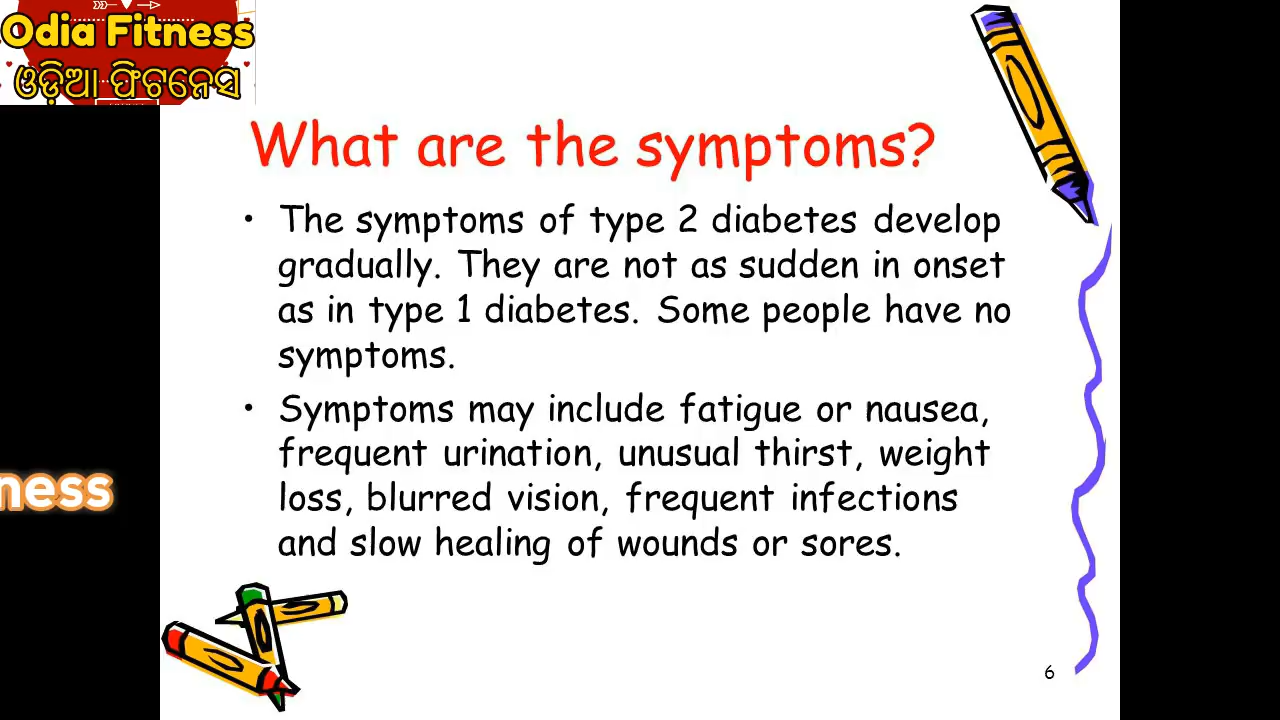 Odia Fitness
ଓଡ଼ିଆ ଫିଟନେସ
What are the symptoms?
• The symptoms of type 2 diabetes develop
gradually. They are not as sudden in onset
as in type 1 diabetes. Some people have no
symptoms.
• Symptoms may include fatigue or nausea,
frequent urination, unusual thirst, weight
loss, blurred vision, frequent infections
and slow healing of wounds or sores.
ness
6